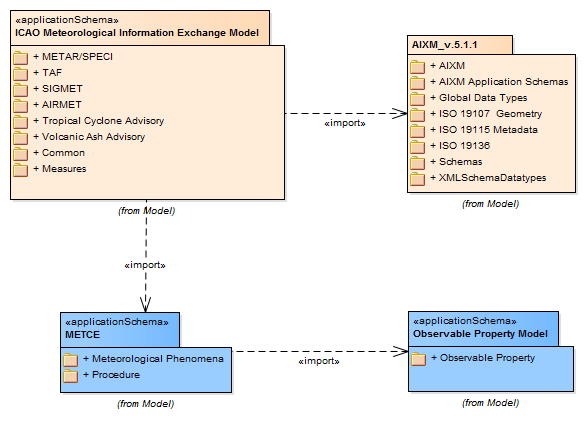 «applicationSchema»
ICAO Meteorological Information Exchange Model
+ METAR/SPECI
+ TAF
+ SIGMET
+ AIRMET
+ Tropical Cyclone Advisory
+ Volcanic Ash Advisory
+ Common
+ Measures
(from Model)
«import»
AIXM_v.5.1.1
+ AIXM
+ AIXM Application Schemas
+ Global Data Types
+ ISO 19107  Geometry
+ ISO 19115 Metadata
+ ISO 19136
+ Schemas
+ XMLSchemaDatatypes
(from Model)
«import»
«applicationSchema»
METCE
+ Meteorological Phenomena
+ Procedure
(from Model)
«import»
«applicationSchema»
Observable Property Model
+ Observable Property
(from Model)